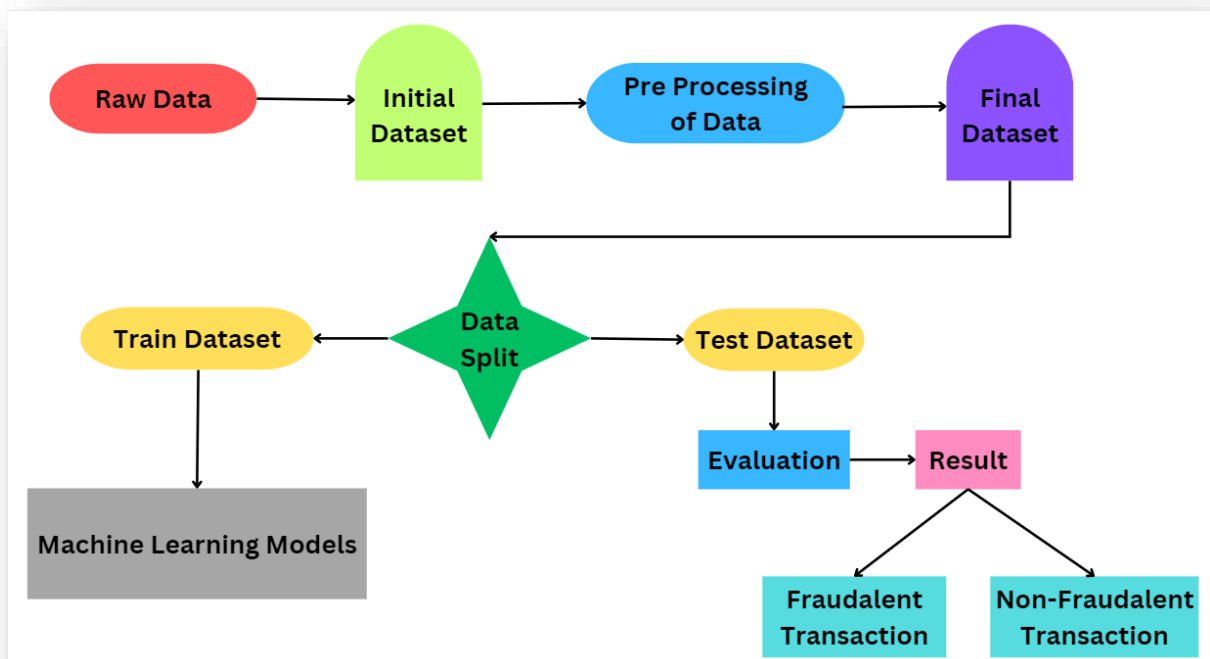 Raw Data
Initial
Dataset
Pre Processing
of Data
Final
Dataset
Train Dataset
Data
Split
Test Dataset
Evaluation
Result
Machine Learning Models
Fraudalent
Transaction
Non-Fraudalent
Transaction